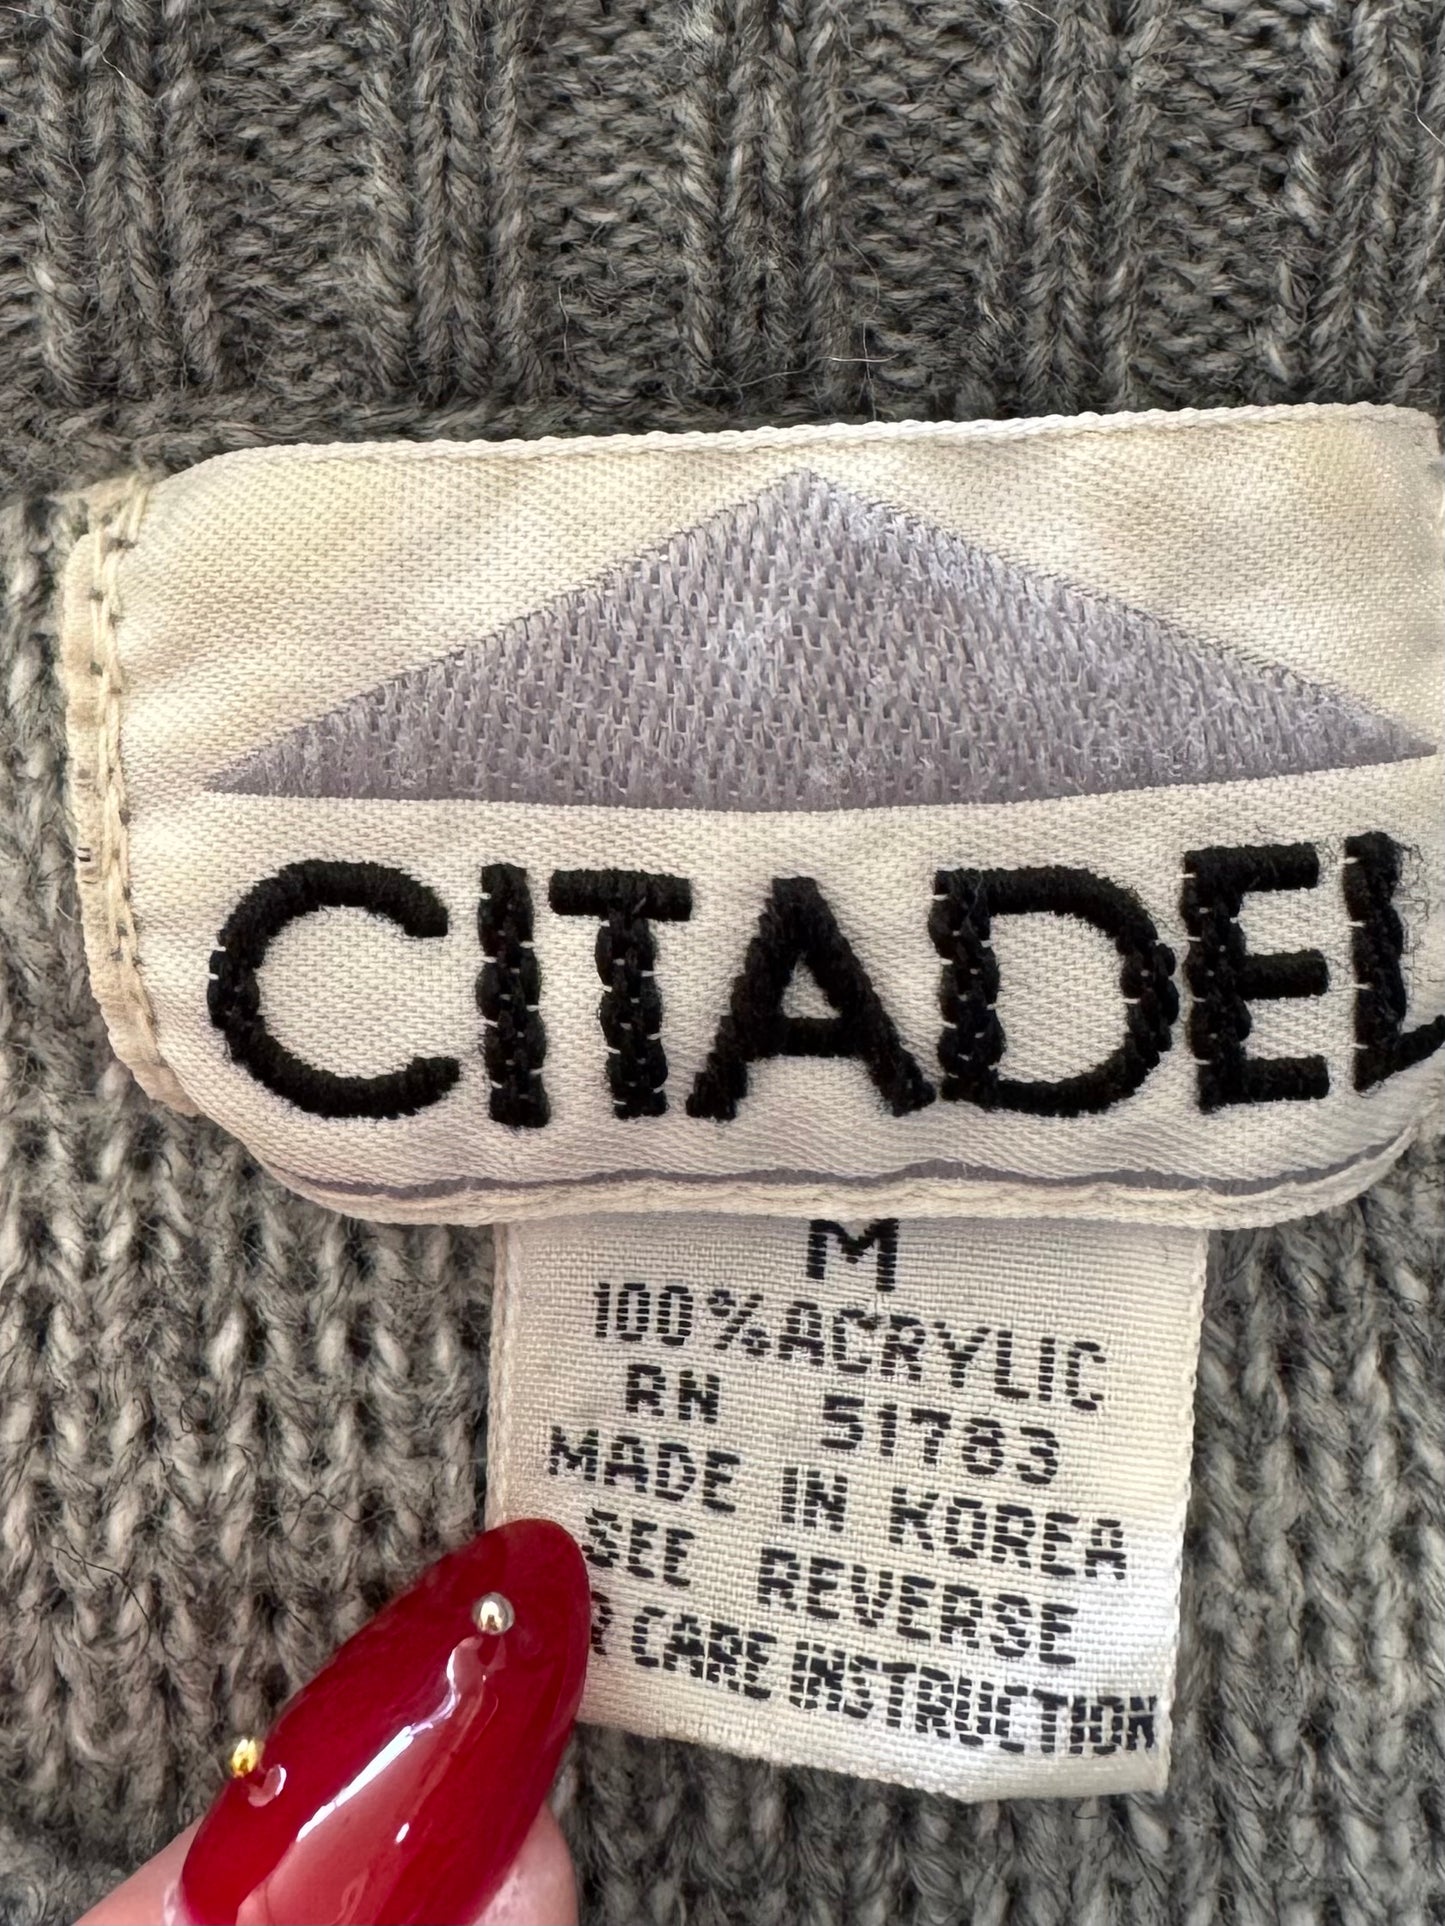 CITADEL
M
100% ACRYLIC
RN 51783
MADE IN KOREA
SEE REVERSE
R CARE INSTRUCTION